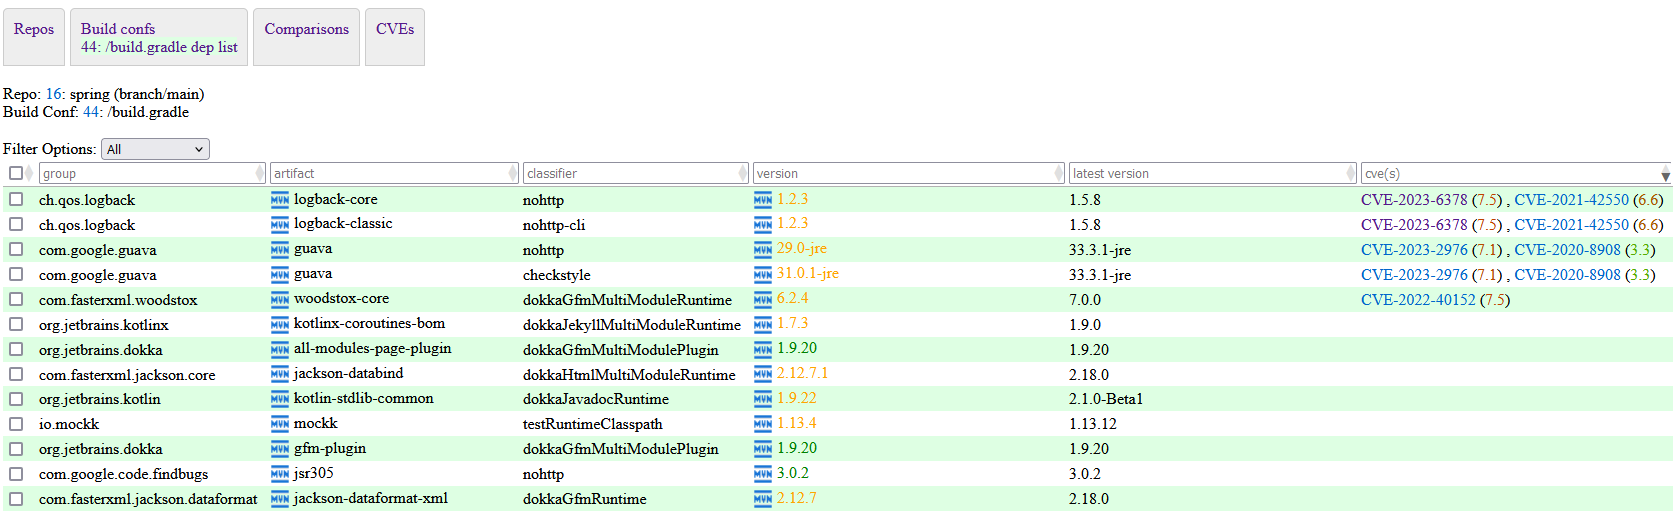 Repos
Build confs
44: /build.gradle dep list
Comparisons
CVEs
Repo: 16: spring (branch/main)
Build Conf: 44: /build.gradle
Filter Options: All
group artifact classifier version latest version cve(s)
ch.qos.logback MVN logback-core nohttp MVN 1.2.3 1.5.8 CVE-2023-6378 (7.5) , CVE-2021-42550 (6.6)
ch.qos.logback MVN logback-classic nohttp-cli MVN 1.2.3 1.5.8 CVE-2023-6378 (7.5) , CVE-2021-42550 (6.6)
com.google.guava MVN guava nohttp MVN 29.0-jre 33.3.1-jre CVE-2023-2976 (7.1) , CVE-2020-8908 (3.3)
com.google.guava MVN guava checkstyle MVN 31.0.1-jre 33.3.1-jre CVE-2023-2976 (7.1) , CVE-2020-8908 (3.3)
com.fasterxml.woodstox MVN woodstox-core dokkaGfmMultiModuleRuntime MVN 6.2.4 7.0.0 CVE-2022-40152 (7.5)
org.jetbrains.kotlinx MVN kotlinx-coroutines-bom dokkaJekyllMultiModuleRuntime MVN 1.7.3 1.9.0
org.jetbrains.dokka MVN all-modules-page-plugin dokkaGfmMultiModulePlugin MVN 1.9.20 1.9.20
com.fasterxml.jackson.core MVN jackson-databind dokkaHtmlMultiModuleRuntime MVN 2.12.7.1 2.18.0
org.jetbrains.kotlin MVN kotlin-stdlib-common dokkaJavadocRuntime MVN 1.9.22 2.1.0-Beta1
io.mockk MVN mockk testRuntimeClasspath MVN 1.13.4 1.13.12
org.jetbrains.dokka MVN gfm-plugin dokkaGfmMultiModulePlugin MVN 1.9.20 1.9.20
com.google.code.findbugs MVN jsr305 nohttp MVN 3.0.2 3.0.2
com.fasterxml.jackson.dataformat MVN jackson-dataformat-xml dokkaGfmRuntime MVN 2.12.7 2.18.0